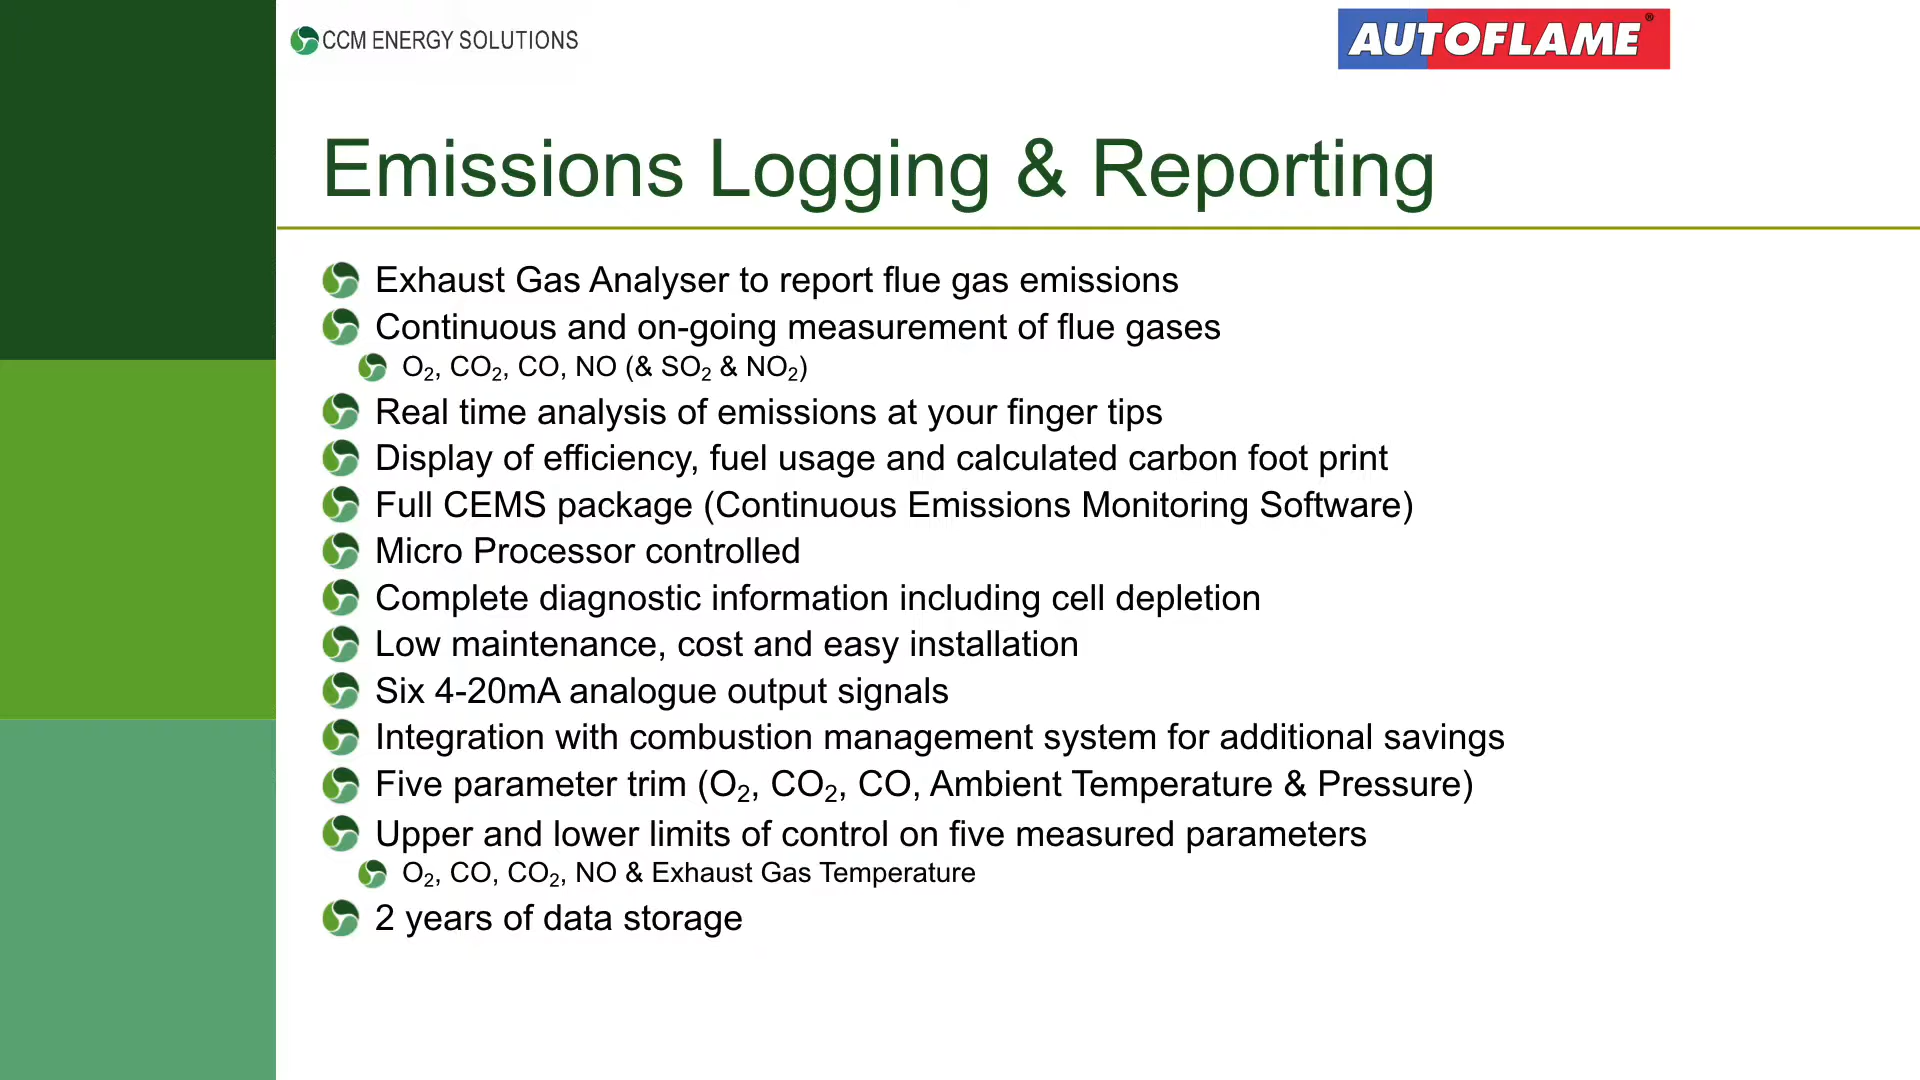 CCM ENERGY SOLUTIONS
AUTOFLAME®
Emissions Logging & Reporting
Exhaust Gas Analyser to report flue gas emissions
Continuous and on-going measurement of flue gases
O₂, CO₂, CO, NO (& SO₂ & NO₂)
Real time analysis of emissions at your finger tips
Display of efficiency, fuel usage and calculated carbon foot print
Full CEMS package (Continuous Emissions Monitoring Software)
Micro Processor controlled
Complete diagnostic information including cell depletion
Low maintenance, cost and easy installation
Six 4-20mA analogue output signals
Integration with combustion management system for additional savings
Five parameter trim (O₂, CO₂, CO, Ambient Temperature & Pressure)
Upper and lower limits of control on five measured parameters
O₂, CO, CO₂, NO & Exhaust Gas Temperature
2 years of data storage